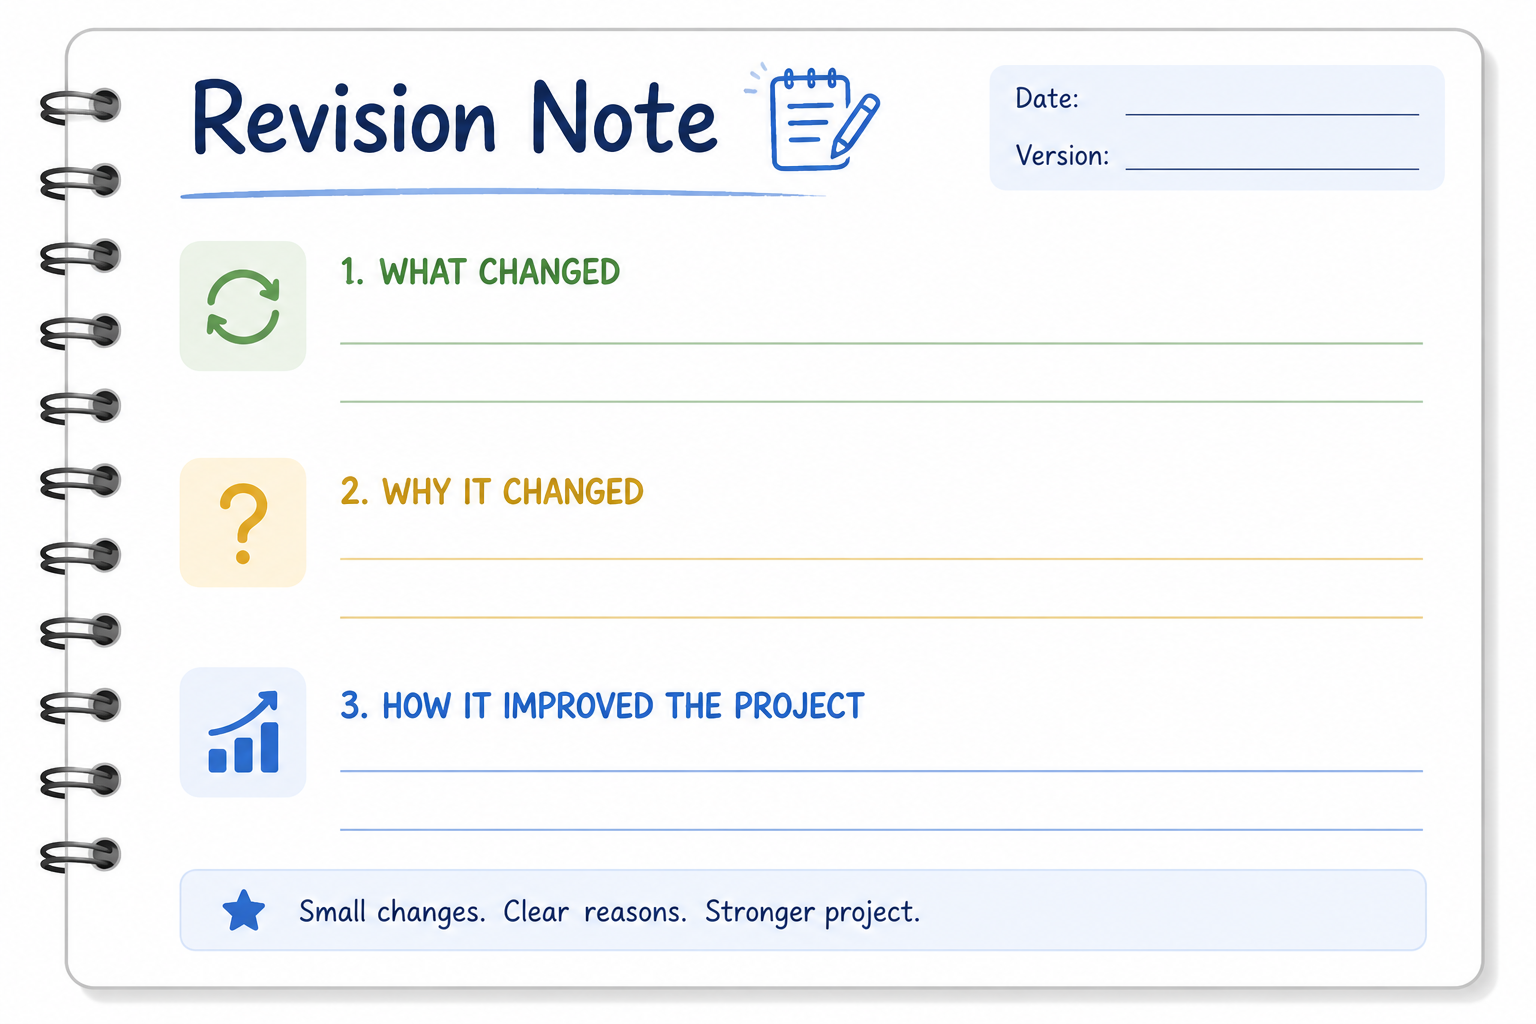 Revision Note
Date:
Version:
1. WHAT CHANGED
2. WHY IT CHANGED
3. HOW IT IMPROVED THE PROJECT
Small changes. Clear reasons. Stronger project.